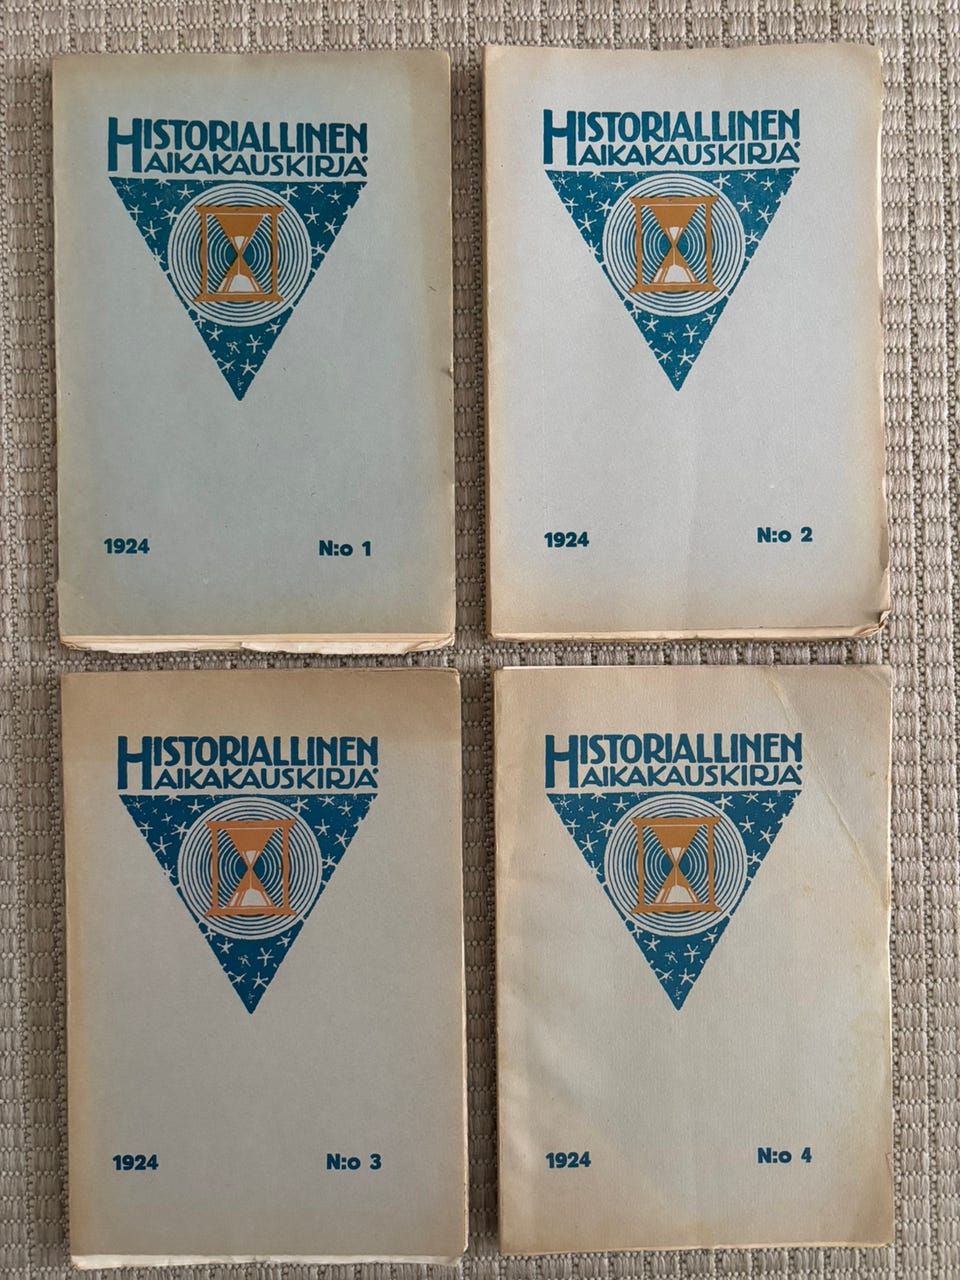 HISTORIALLINEN
AIKAKAUSKIRJA
1924 N:o 1
HISTORIALLINEN
AIKAKAUSKIRJA
1924 N:o 2
HISTORIALLINEN
AIKAKAUSKIRJA
1924 N:o 3
HISTORIALLINEN
AIKAKAUSKIRJA
1924 N:o 4